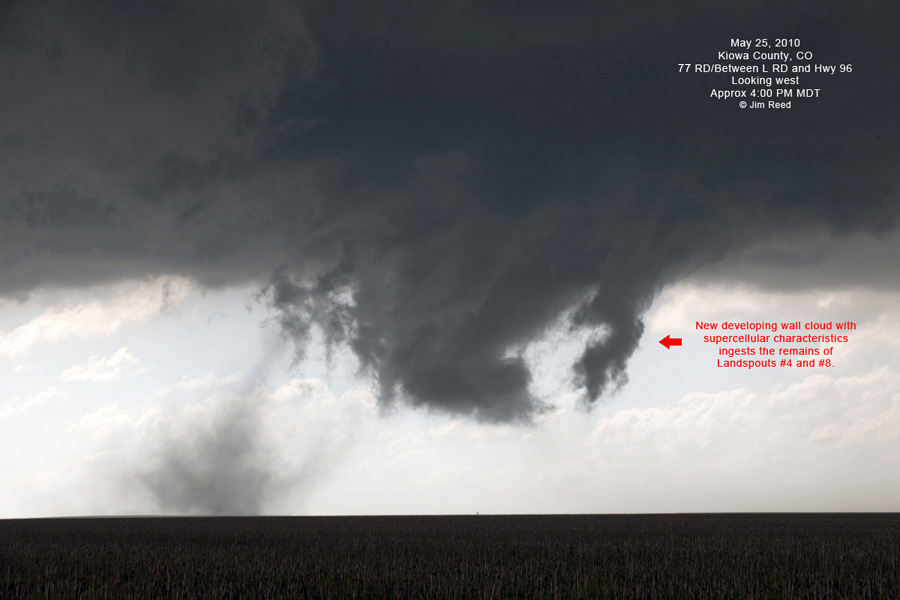 May 25, 2010
Kiowa County, CO
77 RD/Between L RD and Hwy 96
Looking west
Approx 4:00 PM MDT
© Jim Reed
New developing wall cloud with
supercellular characteristics
ingests the remains of
Landspouts #4 and #8.